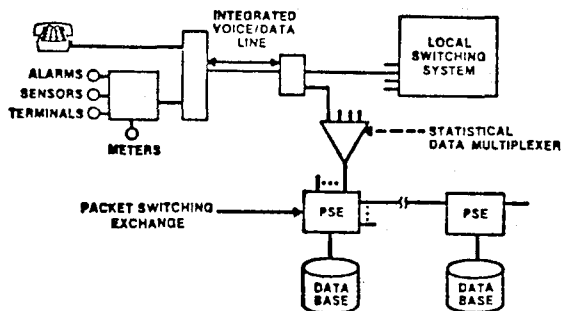 INTEGRATED
VOICE/DATA
LINE
LOCAL
SWITCHING
SYSTEM
ALARMS
SENSORS
TERMINALS
METERS
STATISTICAL
DATA MULTIPLEXER
PACKET SWITCHING
EXCHANGE
PSE
PSE
DATA
BASE
DATA
BASE